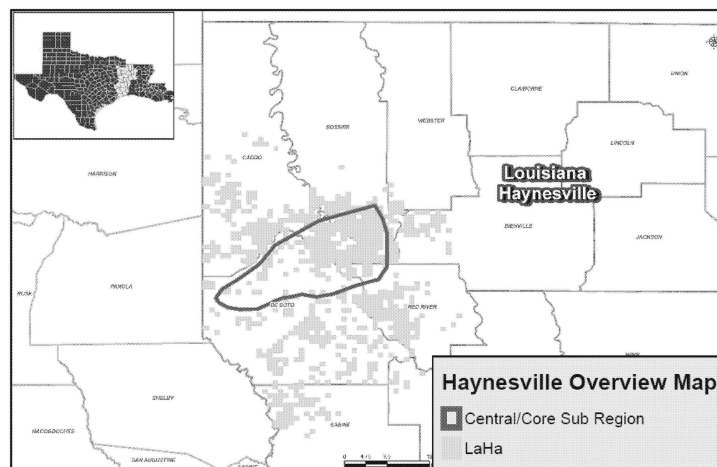 UNION
CLAIBORNE
BOSSIER
WEBSTER
LINCOLN
CADDO
HARRISON
Louisiana
Haynesville
BIENVILLE
JACKSON
RUSK
PANOLA
DE SOTO
RED RIVER
SHELBY
SABINE
NACOGDOCHES
SAN AUGUSTINE
Haynesville Overview Map
Central/Core Sub Region
LaHa